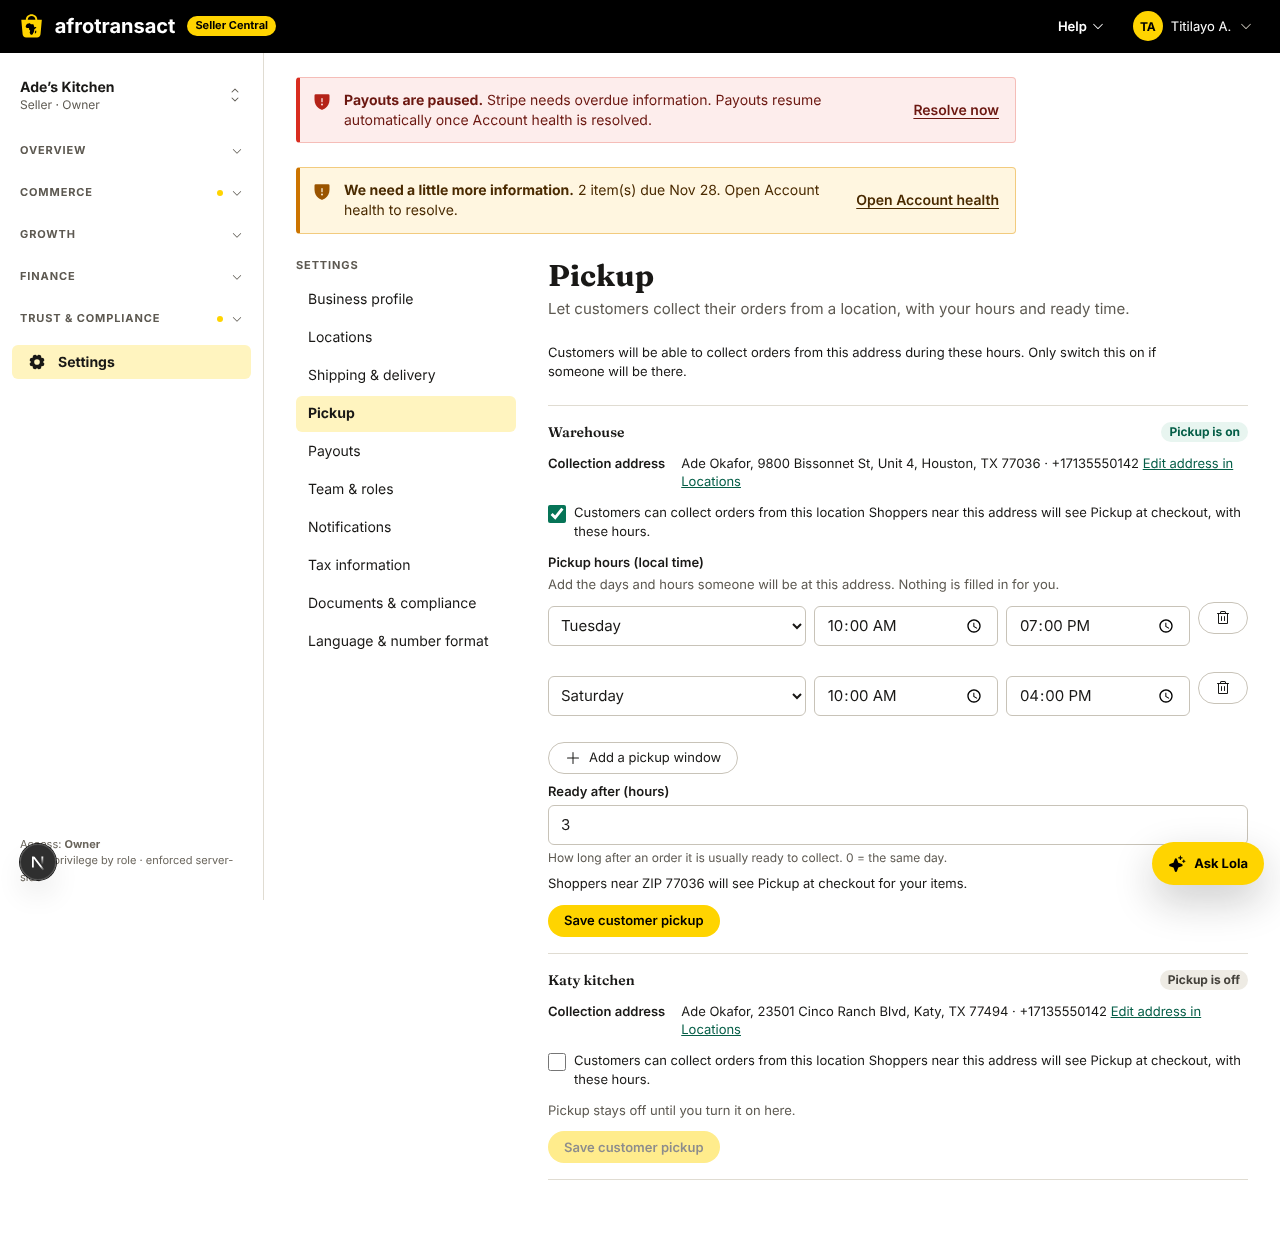 afrotransact Seller Central
Help
TA Titilayo A.
Ade's Kitchen
Seller · Owner
OVERVIEW
COMMERCE
GROWTH
FINANCE
TRUST & COMPLIANCE
Settings
Access: Owner
privilege by role · enforced server-
N
Payouts are paused. Stripe needs overdue information. Payouts resume
automatically once Account health is resolved.
Resolve now
We need a little more information. 2 item(s) due Nov 28. Open Account
health to resolve.
Open Account health
SETTINGS
Business profile
Locations
Shipping & delivery
Pickup
Payouts
Team & roles
Notifications
Tax information
Documents & compliance
Language & number format
Pickup
Let customers collect their orders from a location, with your hours and ready time.
Customers will be able to collect orders from this address during these hours. Only switch this on if
someone will be there.
Warehouse
Pickup is on
Collection address Ade Okafor, 9800 Bissonnet St, Unit 4, Houston, TX 77036 · +17135550142 Edit address in
Locations
Customers can collect orders from this location Shoppers near this address will see Pickup at checkout, with
these hours.
Pickup hours (local time)
Add the days and hours someone will be at this address. Nothing is filled in for you.
Tuesday 10:00 AM 07:00 PM
Saturday 10:00 AM 04:00 PM
Add a pickup window
Ready after (hours)
3
How long after an order it is usually ready to collect. 0 = the same day.
Shoppers near ZIP 77036 will see Pickup at checkout for your items.
Save customer pickup
Ask Lola
Katy kitchen
Pickup is off
Collection address Ade Okafor, 23501 Cinco Ranch Blvd, Katy, TX 77494 · +17135550142 Edit address in
Locations
Customers can collect orders from this location Shoppers near this address will see Pickup at checkout, with
these hours.
Pickup stays off until you turn it on here.
Save customer pickup